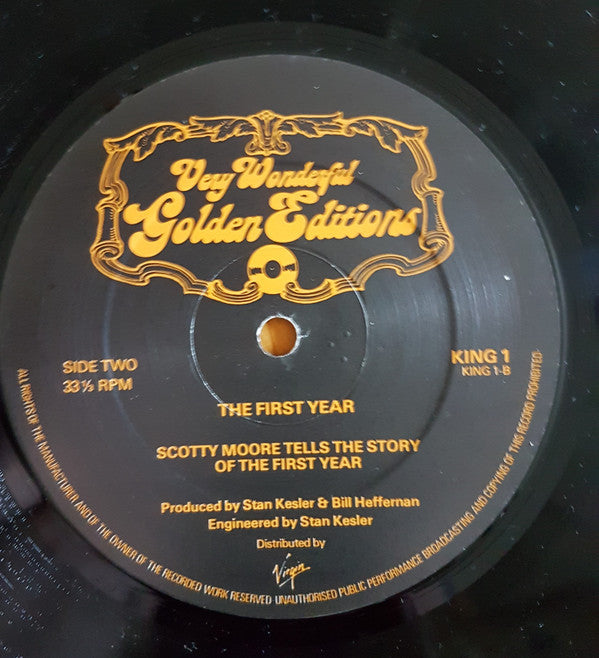 Very Wonderful
Golden Editions
SIDE TWO
33⅓ RPM
KING 1
KING 1-B
THE FIRST YEAR
SCOTTY MOORE TELLS THE STORY
OF THE FIRST YEAR
Produced by Stan Kesler & Bill Heffernan
Engineered by Stan Kesler
Distributed by
Virgin
ALL RIGHTS OF THE MANUFACTURER AND OF THE OWNER OF THE RECORDED WORK RESERVED UNAUTHORISED PUBLIC PERFORMANCE BROADCASTING AND COPYING OF THIS RECORD PROHIBITED·